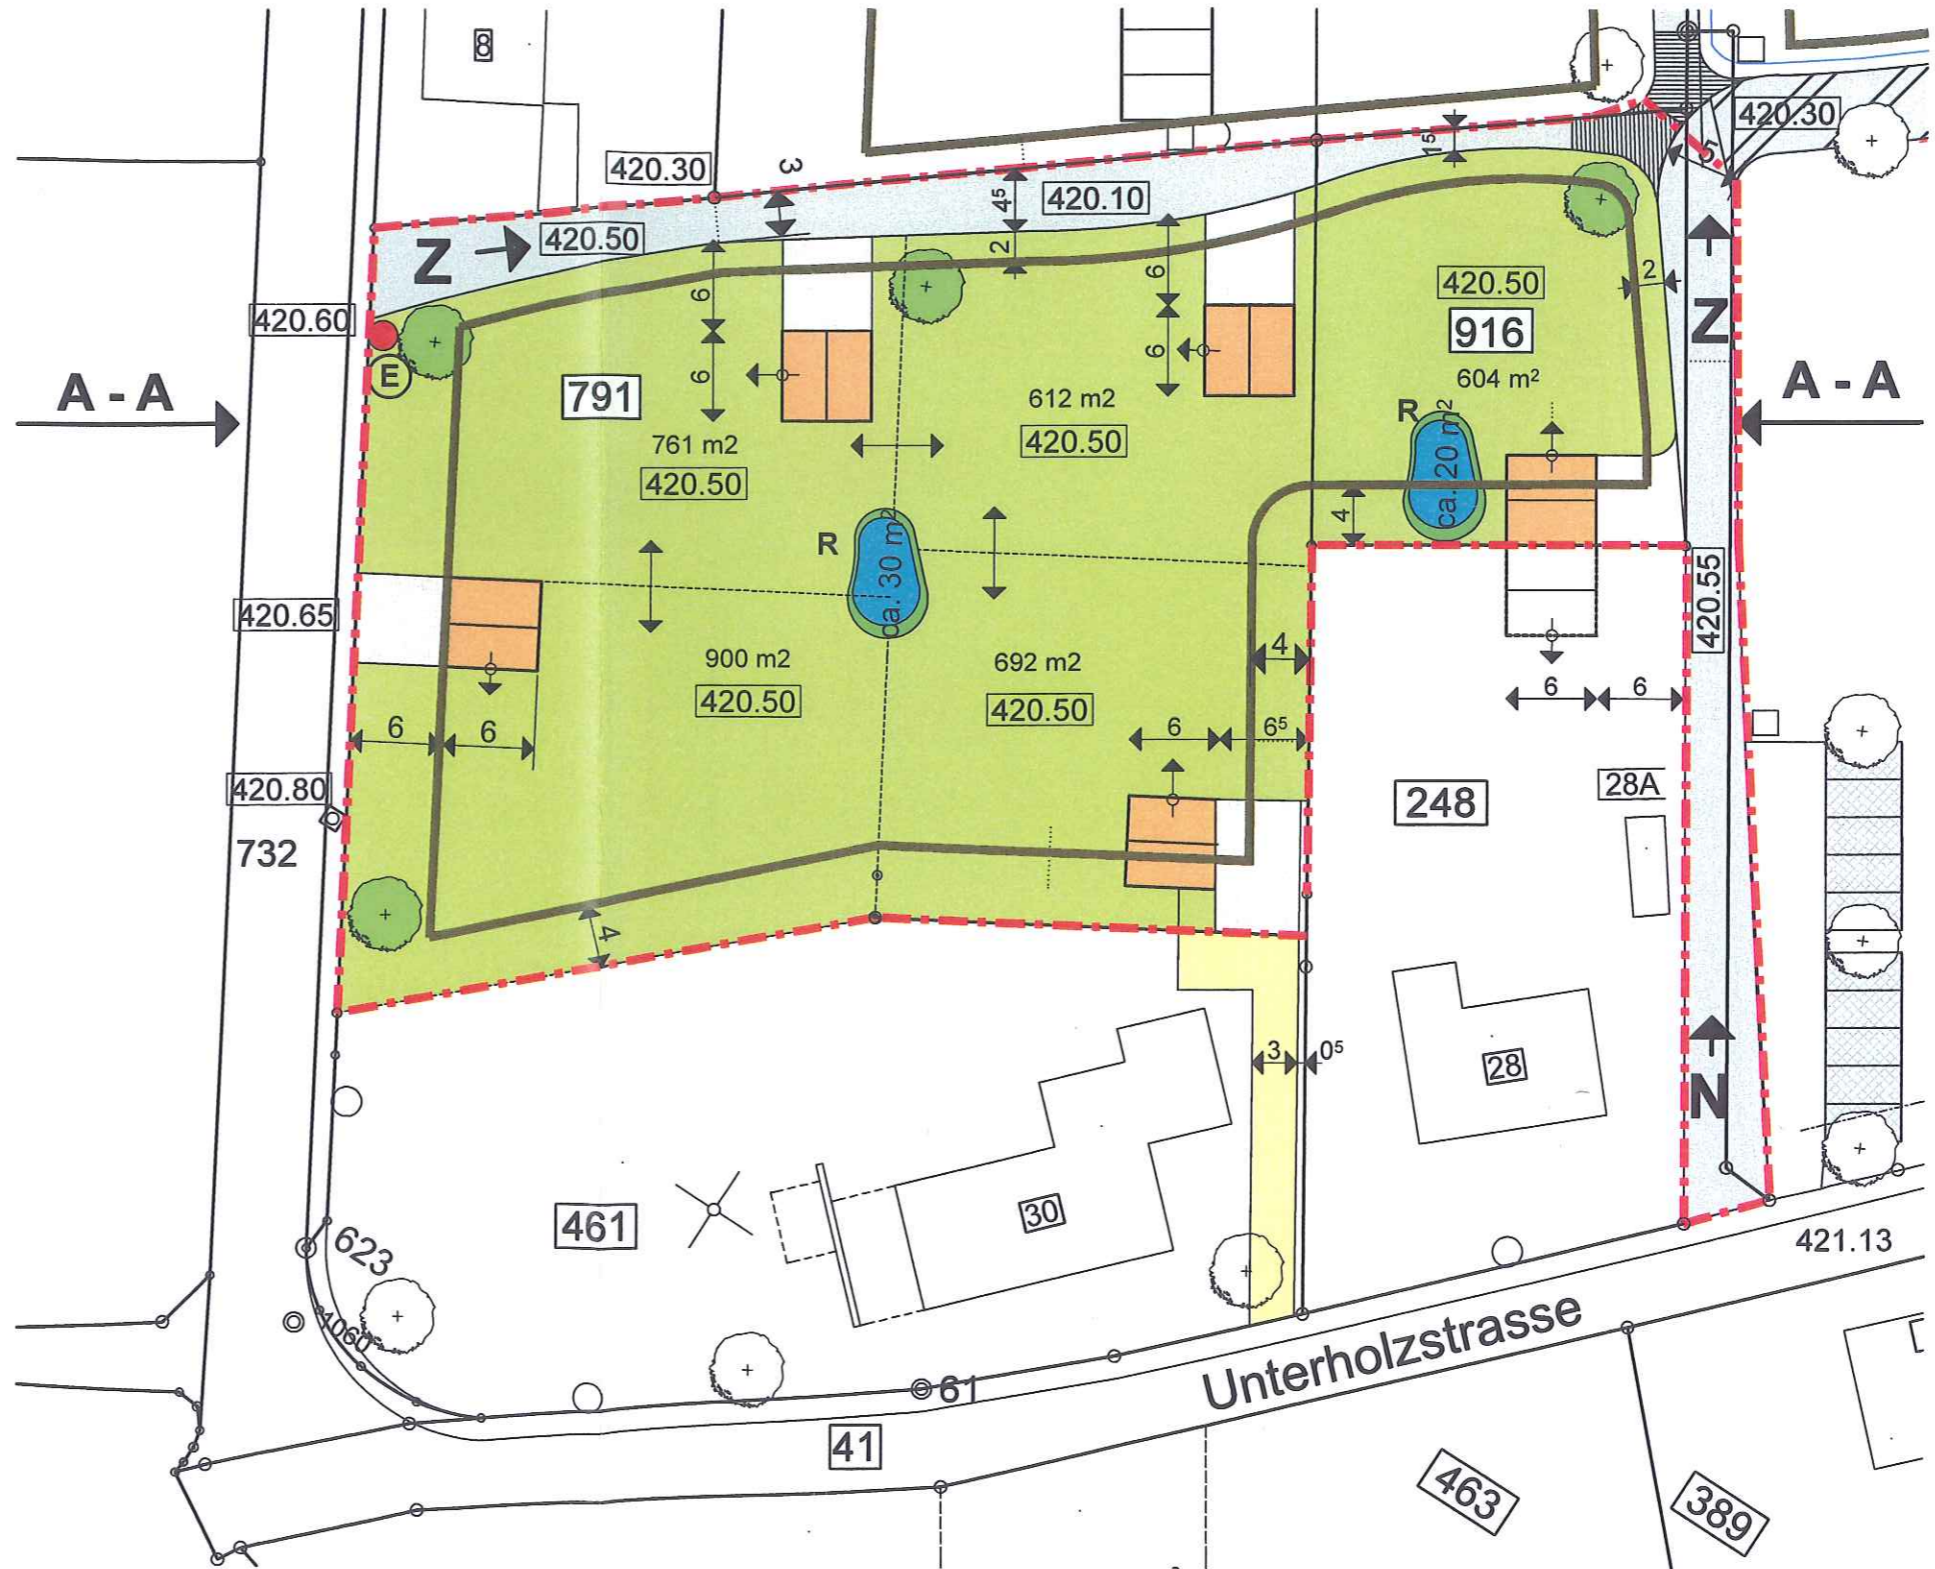 8
420.30
420.30
3
1⁵
5
4⁵
420.10
Z
420.50
2
420.60
6
6
6
6
420.50
2
Z
916
604 m²
E
A - A
A - A
791
612 m2
R
761 m2
420.50
420.50
ca. 20 m²
4
R
ca. 30 m²
420.55
420.65
900 m2
692 m2
4
420.50
420.50
6
6
6
6
6
6⁵
420.80
28A
248
732
4
3
0⁵
28
N
461
30
623
421.13
1060
Unterholzstrasse
61
41
463
389